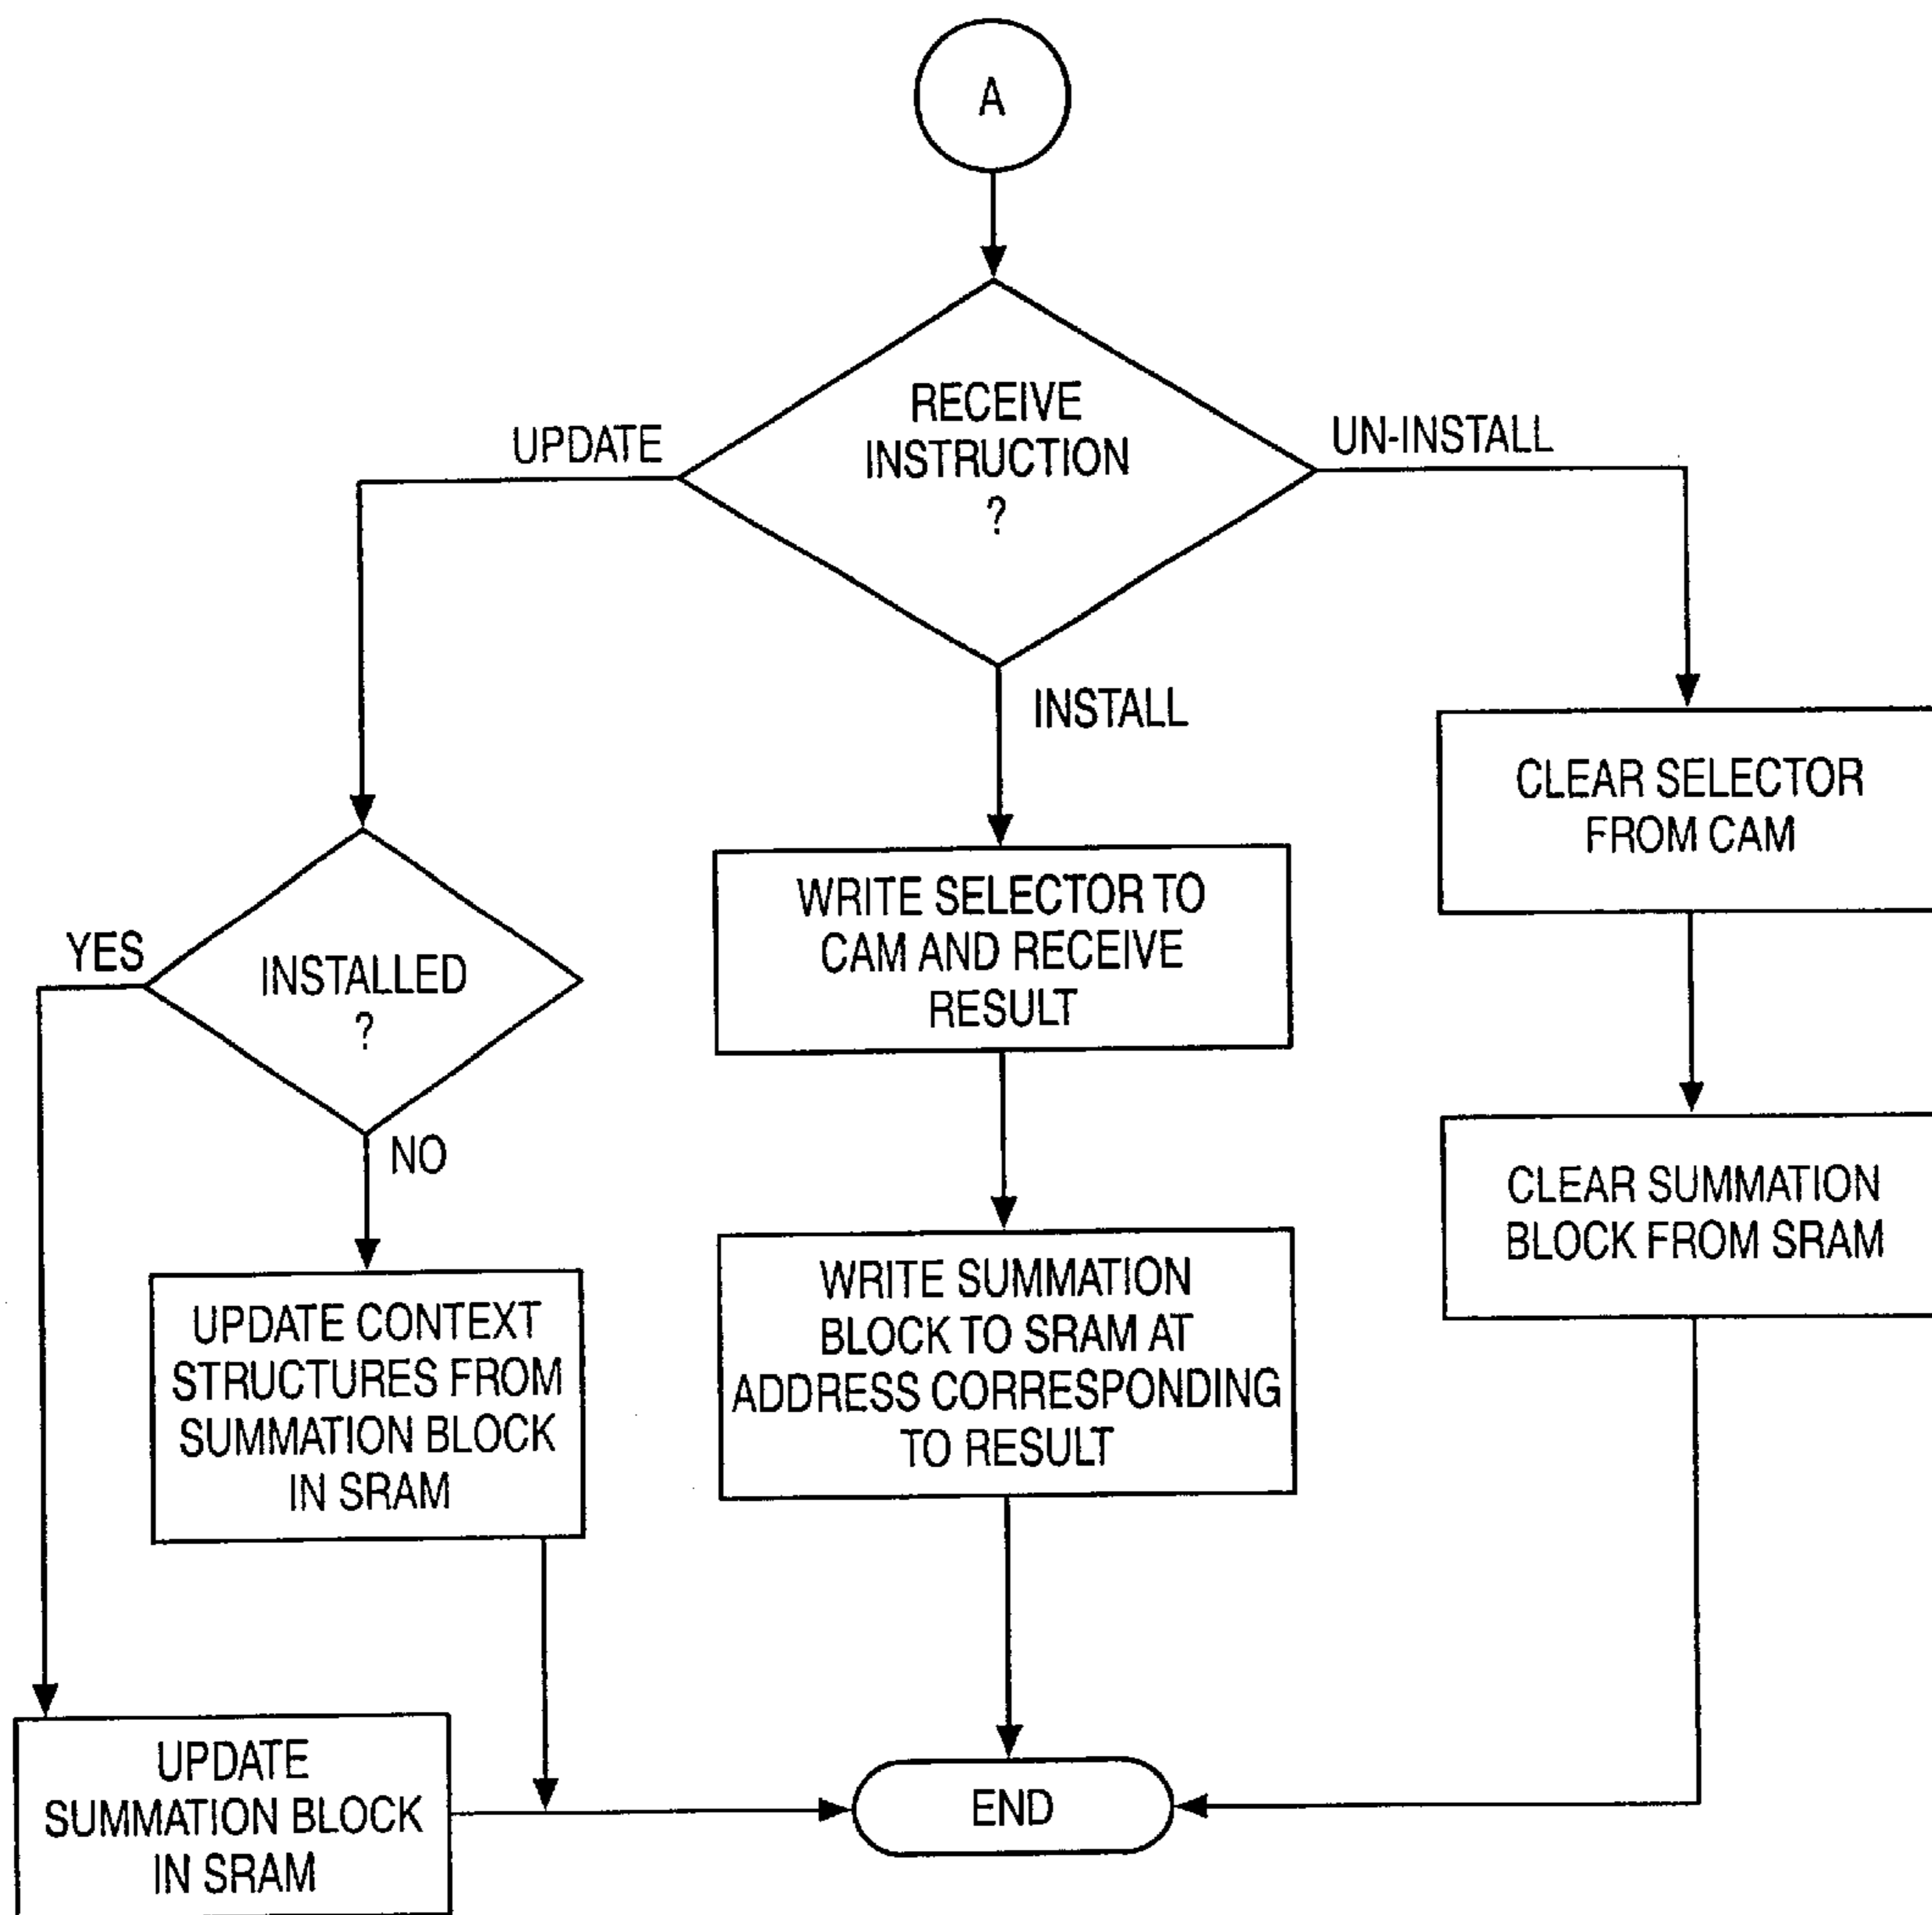 A
RECEIVE
INSTRUCTION
?
UPDATE
UN-INSTALL
INSTALL
CLEAR SELECTOR
FROM CAM
WRITE SELECTOR TO
CAM AND RECEIVE
RESULT
YES
INSTALLED
?
NO
CLEAR SUMMATION
BLOCK FROM SRAM
UPDATE CONTEXT
STRUCTURES FROM
SUMMATION BLOCK
IN SRAM
WRITE SUMMATION
BLOCK TO SRAM AT
ADDRESS CORRESPONDING
TO RESULT
UPDATE
SUMMATION BLOCK
IN SRAM
END